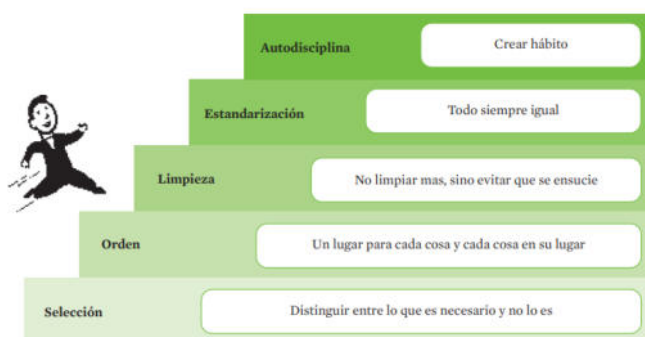 Autodisciplina
Crear hábito
Estandarización
Todo siempre igual
Limpieza
No limpiar mas, sino evitar que se ensucie
Orden
Un lugar para cada cosa y cada cosa en su lugar
Selección
Distinguir entre lo que es necesario y no lo es